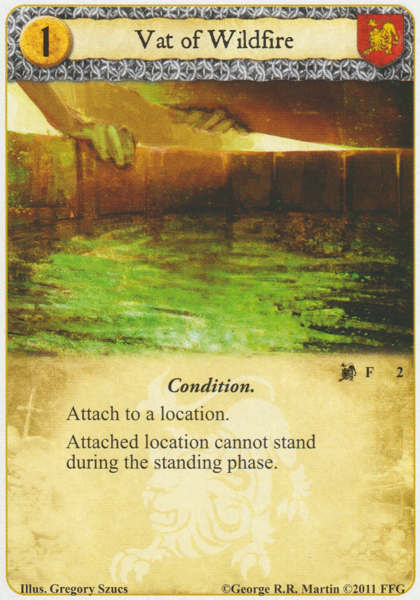 1
Vat of Wildfire
F 2
Condition.
Attach to a location.
Attached location cannot stand
during the standing phase.
Illus. Gregory Szucs ©George R.R. Martin ©2011 FFG